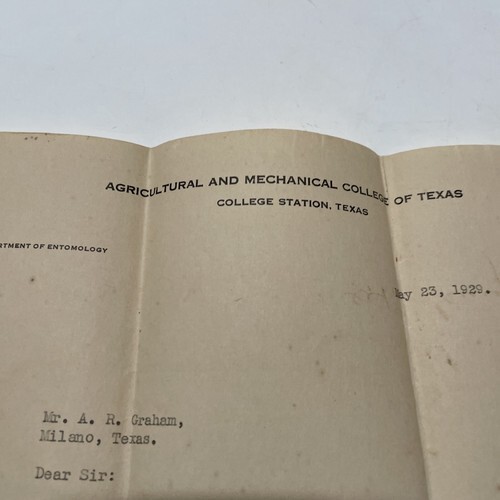 AGRICULTURAL AND MECHANICAL COLLEGE OF TEXAS
COLLEGE STATION, TEXAS
RTMENT OF ENTOMOLOGY
May 23, 1929.
Mr. A. R. Graham,
Milano, Texas.
Dear Sir: